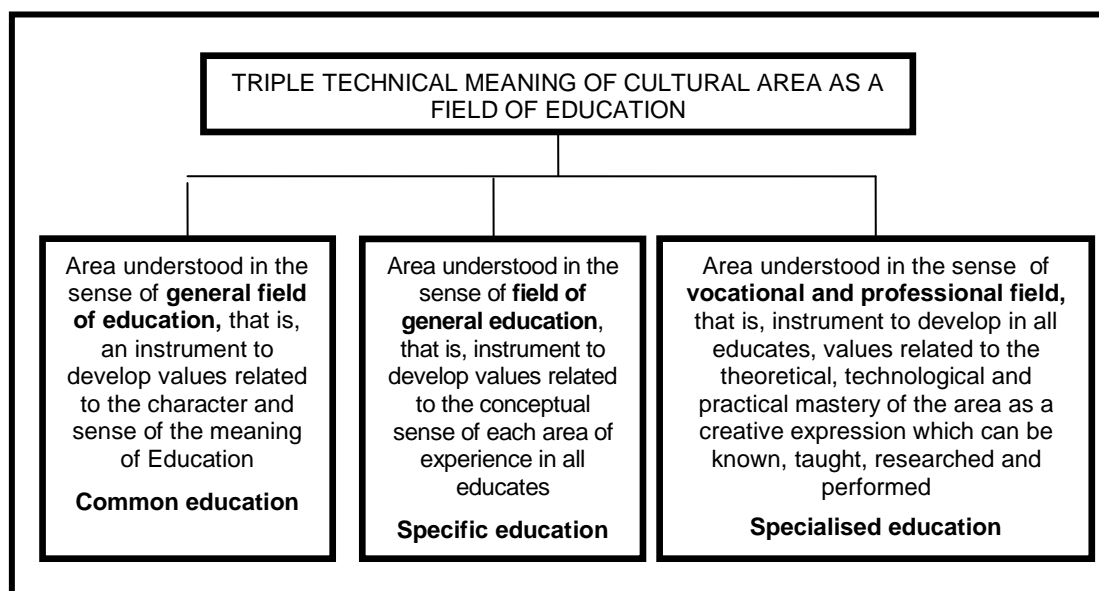 TRIPLE TECHNICAL MEANING OF CULTURAL AREA AS A
FIELD OF EDUCATION
Area understood in the
sense of general field
of education, that is,
an instrument to
develop values related
to the character and
sense of the meaning
of Education
Common education
Area understood in the
sense of field of
general education,
that is, instrument to
develop values related
to the conceptual
sense of each area of
experience in all
educates
Specific education
Area understood in the sense of
vocational and professional field,
that is, instrument to develop in all
educates, values related to the
theoretical, technological and
practical mastery of the area as a
creative expression which can be
known, taught, researched and
performed
Specialised education